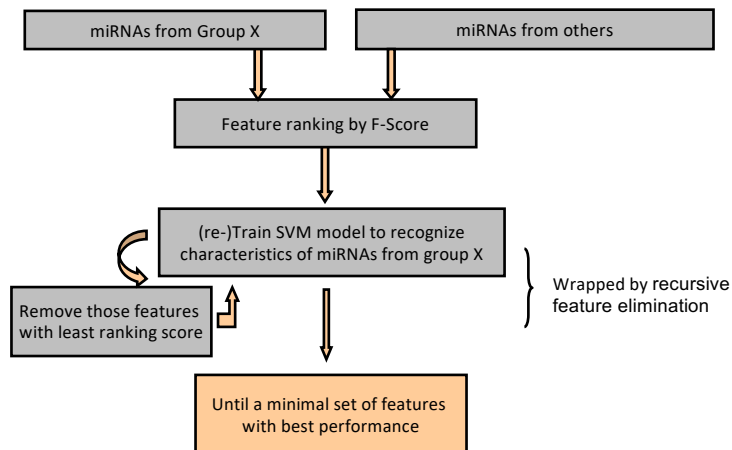 miRNAs from Group X
miRNAs from others
Feature ranking by F-Score
(re-)Train SVM model to recognize
characteristics of miRNAs from group X
Wrapped by recursive
feature elimination
Remove those features
with least ranking score
Until a minimal set of features
with best performance